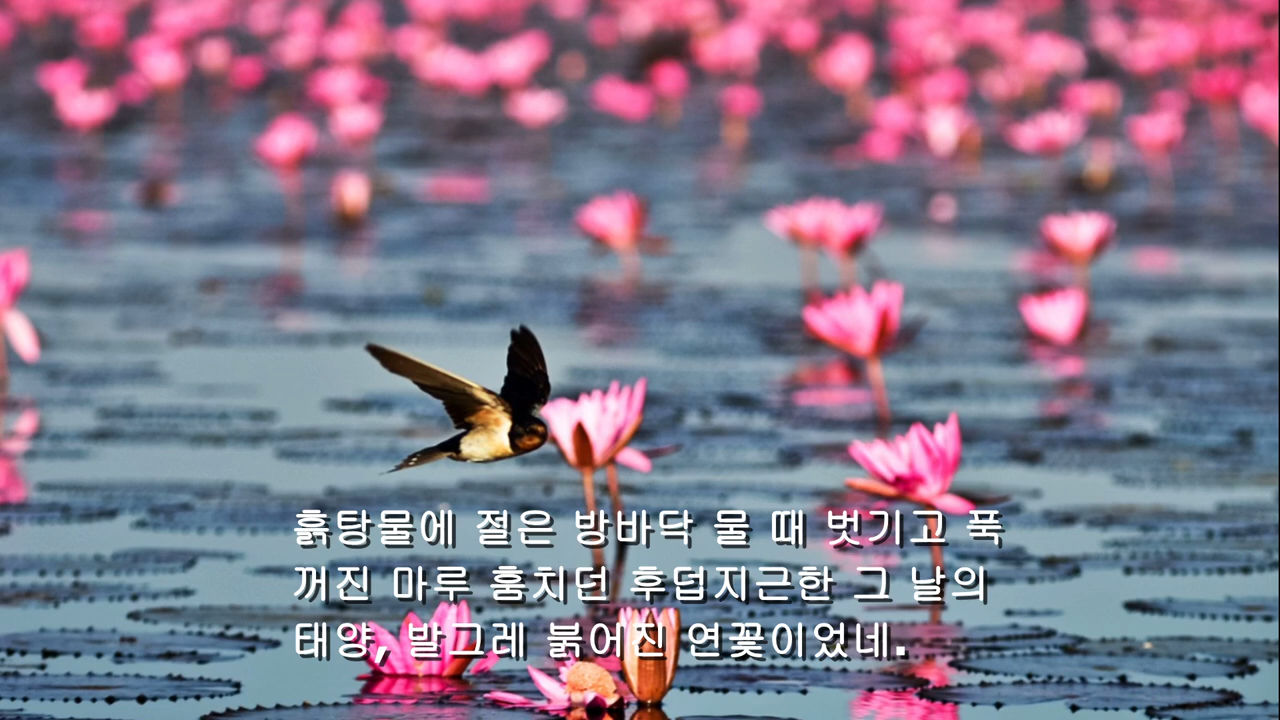 흙탕물에 절은 방바닥 물 때 벗기고 푹
꺼진 마루 훔치던 후덥지근한 그 날의
태양, 발그레 붉어진 연꽃이었네.